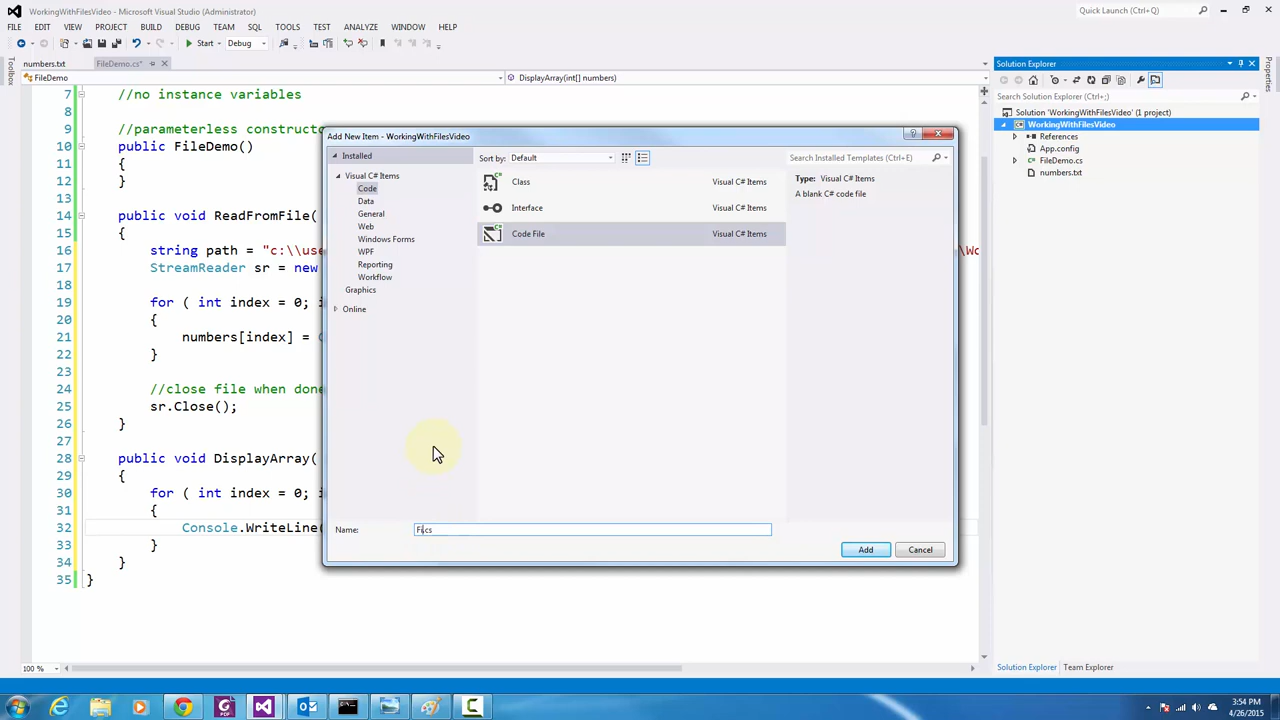 WorkingWithFilesVideo - Microsoft Visual Studio (Administrator)
Quick Launch (Ctrl+Q)
FILE EDIT VIEW PROJECT BUILD DEBUG TEAM SQL TOOLS TEST ARCHITECTURE ANALYZE WINDOW HELP
Start Debug
Toolbox
numbers.txt FileDemo.cs*
FileDemo DisplayArray(int[] numbers)
7 //no instance variables
8
9 //parameterless constructo
10 public FileDemo()
11 {
12 }
13
14 public void ReadFromFile(
15 {
16 string path = "c:\\use \\Wo
17 StreamReader sr = new
18
19 for ( int index = 0; i
20 {
21 numbers[index] = C
22 }
23
24 //close file when done
25 sr.Close();
26 }
27
28 public void DisplayArray(
29 {
30 for ( int index = 0; i
31 {
32 Console.WriteLine(
33 }
34 }
35 }
100 %
Add New Item - WorkingWithFilesVideo
Installed
Visual C# Items
Code
Data
General
Web
Windows Forms
WPF
Reporting
Workflow
Graphics
Online
Sort by: Default
Class Visual C# Items
Interface Visual C# Items
Code File Visual C# Items
Search Installed Templates (Ctrl+E)
Type: Visual C# Items
A blank C# code file
Name: Fi.cs
Add Cancel
Solution Explorer
Search Solution Explorer (Ctrl+;)
Solution 'WorkingWithFilesVideo' (1 project)
WorkingWithFilesVideo
References
App.config
FileDemo.cs
numbers.txt
Properties
Solution Explorer Team Explorer
3:54 PM
4/26/2015